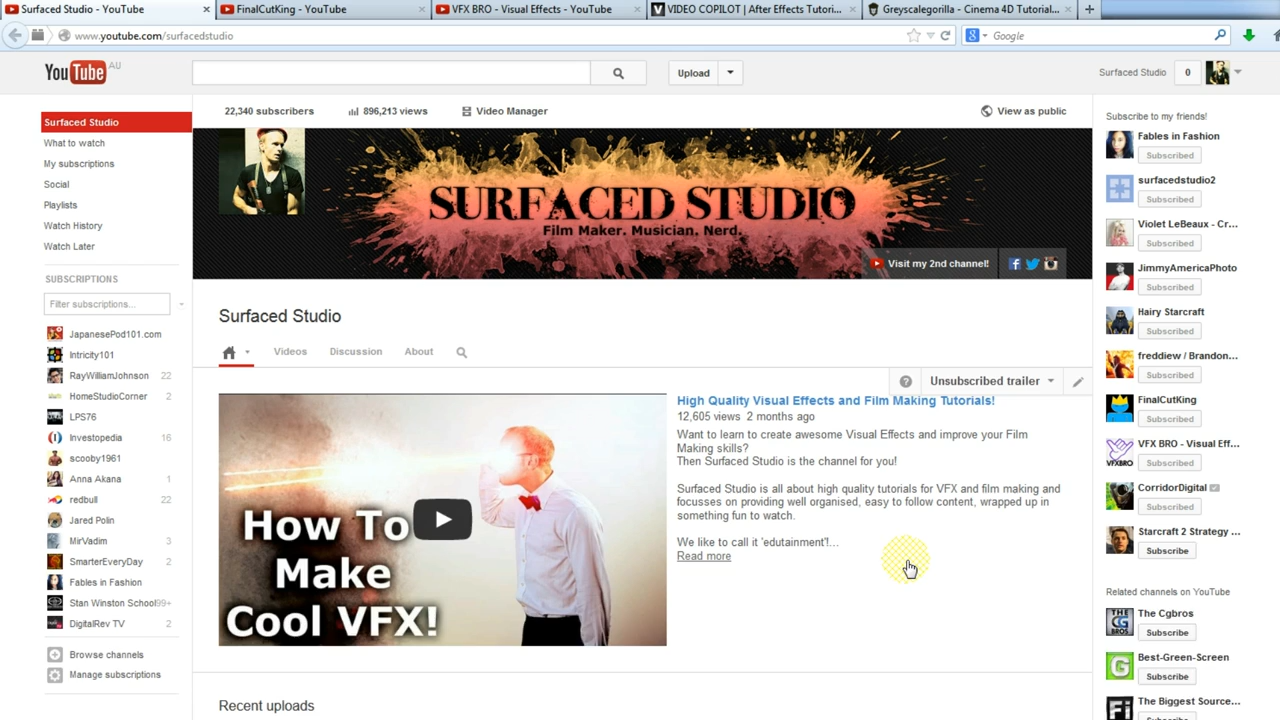 Surfaced Studio - YouTube
FinalCutKing - YouTube
VFX BRO - Visual Effects - YouTube
VIDEO COPILOT | After Effects Tutori...
Greyscalegorilla - Cinema 4D Tutorial...
www.youtube.com/surfacedstudio
Google
YouTube AU
Upload
Surfaced Studio
0
22,340 subscribers
896,213 views
Video Manager
View as public
Surfaced Studio
What to watch
My subscriptions
Social
Playlists
Watch History
Watch Later
SUBSCRIPTIONS
Filter subscriptions...
JapanesePod101.com
Intricity101
RayWilliamJohnson 22
HomeStudioCorner 2
LPS76
Investopedia 16
scooby1961
Anna Akana 1
redbull 22
Jared Polin
MirVadim 3
SmarterEveryDay 2
Fables in Fashion
Stan Winston School 99+
DigitalRev TV 2
Browse channels
Manage subscriptions
SURFACED STUDIO
Film Maker. Musician. Nerd.
Visit my 2nd channel!
Surfaced Studio
Videos
Discussion
About
Unsubscribed trailer
How To
Make
Cool VFX!
High Quality Visual Effects and Film Making Tutorials!
12,605 views 2 months ago
Want to learn to create awesome Visual Effects and improve your Film
Making skills?
Then Surfaced Studio is the channel for you!
Surfaced Studio is all about high quality tutorials for VFX and film making and
focusses on providing well organised, easy to follow content, wrapped up in
something fun to watch.
We like to call it 'edutainment'!...
Read more
Recent uploads
Subscribe to my friends!
Fables in Fashion
Subscribed
surfacedstudio2
Subscribed
Violet LeBeaux - Cr...
Subscribed
JimmyAmericaPhoto
Subscribed
Hairy Starcraft
Subscribed
freddiew / Brandon...
Subscribed
FinalCutKing
Subscribed
VFX BRO - Visual Eff...
VFXBRO
Subscribed
CorridorDigital
Subscribed
Starcraft 2 Strategy ...
Subscribe
Related channels on YouTube
The Cgbros
THE CG BROS
Subscribe
Best-Green-Screen
Subscribe
The Biggest Source...
Subscribe